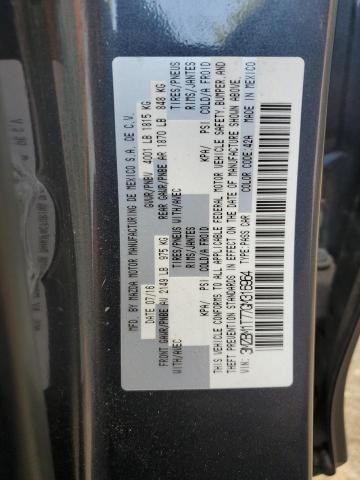 MFD. BY MAZDA MOTOR MANUFACTURING DE MEXICO S.A. DE C.V.
DATE 07/16 GVWR/PNBV 4001 LB 1815 KG
FRONT GAWR/PNBE AV 2149 LB 975 KG REAR GAWR/PNBE AR 1870 LB 848 KG
WITH/AVEC TIRES/PNEUS WITH/AVEC TIRES/PNEUS
RIMS/JANTES RIMS/JANTES
KPA/ PSI COLD/A FROID KPA/ PSI COLD/A FROID
THIS VEHICLE CONFORMS TO ALL APPLICABLE FEDERAL MOTOR VEHICLE SAFETY, BUMPER, AND
THEFT PREVENTION STANDARDS IN EFFECT ON THE DATE OF MANUFACTURE SHOWN ABOVE.
TYPE:PASS CAR MADE IN MEXICO
VIN: COLOR CODE:42A